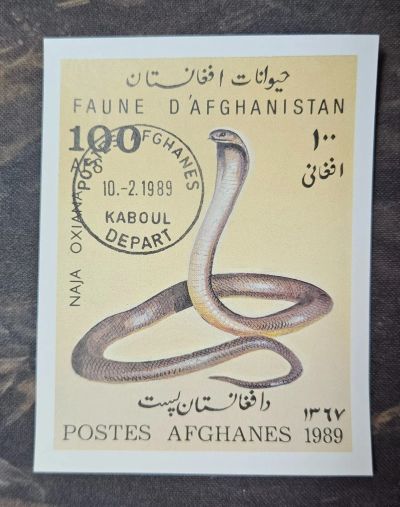 حیوانات افغانستان
FAUNE D'AFGHANISTAN
100
AFS
۱۰۰
افغانی
POSTES AFGHANES
10.-2.1989
KABOUL
DEPART
NAJA OXIANA
دافغانستان پست
۱۳۶۷
POSTES AFGHANES 1989